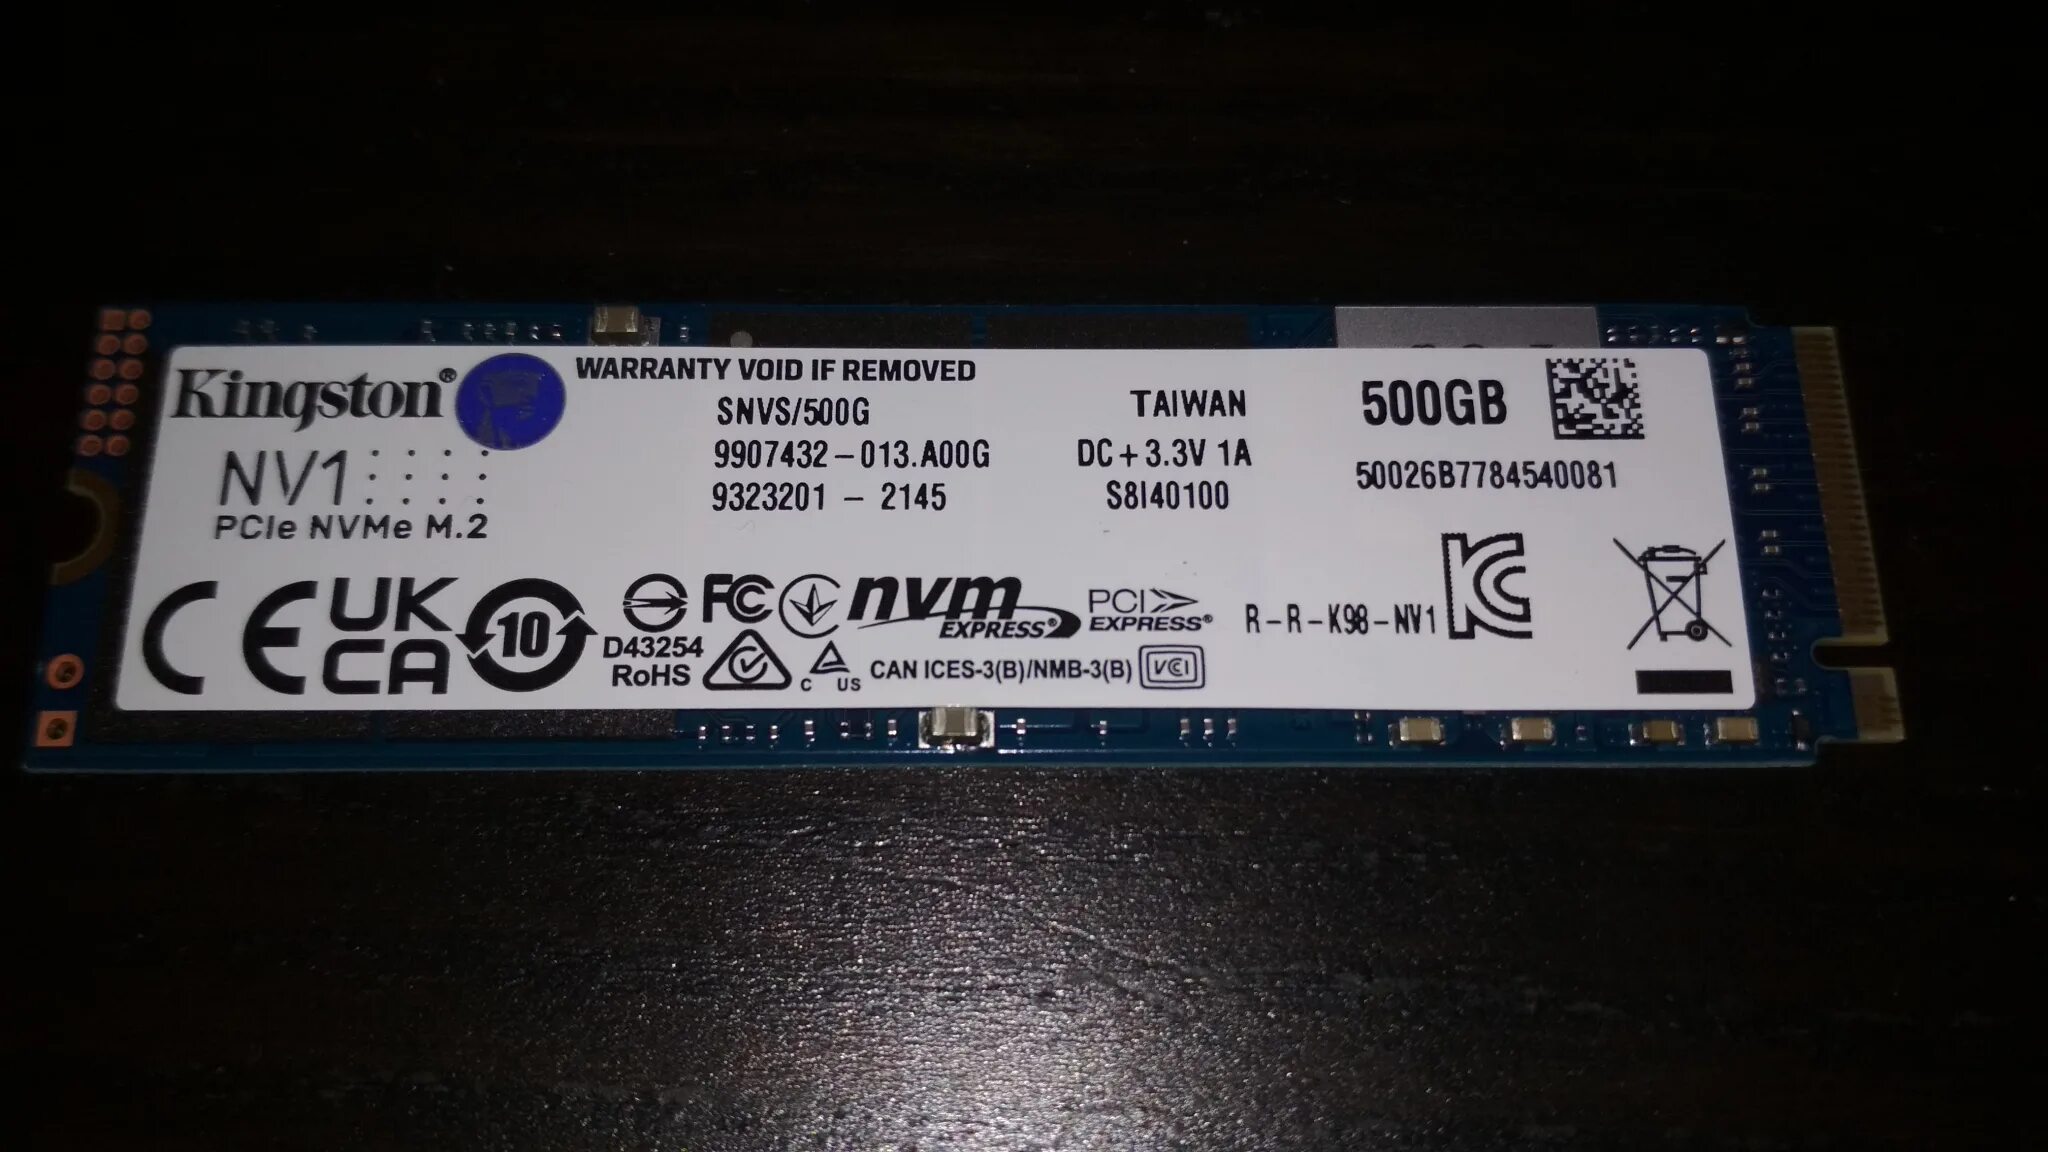 Kingston®
WARRANTY VOID IF REMOVED
NV1
PCIe NVMe M.2
SNVS/500G
9907432-013.A00G
9323201 - 2145
TAIWAN
DC+3.3V 1A
S8I40100
500GB
50026B7784540081
CE UK CA
10
D43254
RoHS
FC
nvm EXPRESS®
PCI EXPRESS®
C US
CAN ICES-3(B)/NMB-3(B)
VCI
R-R-K98-NV1
KC